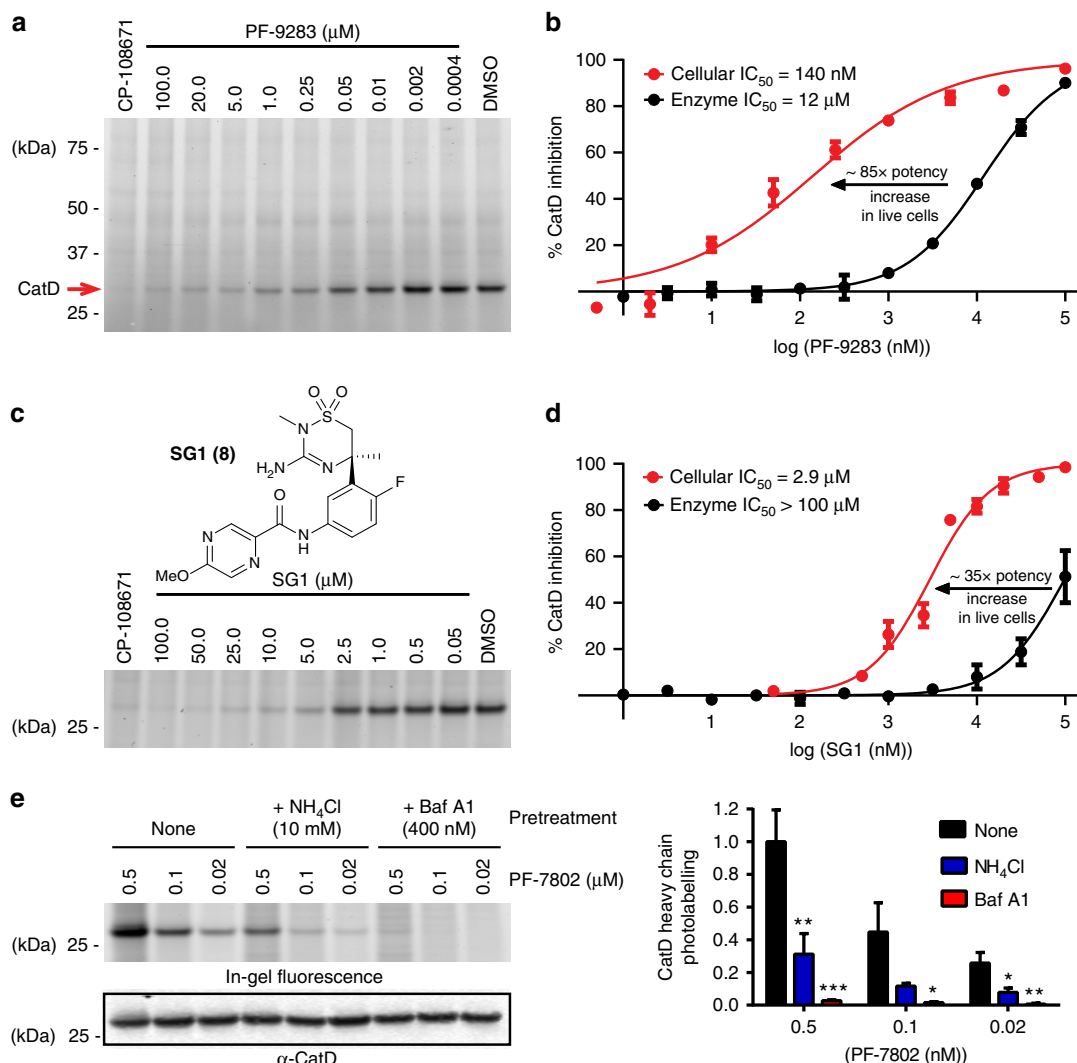 a
CP-108671
PF-9283 (μM)
100.0
20.0
5.0
1.0
0.25
0.05
0.01
0.002
0.0004
DMSO
(kDa)
75 -
50 -
37 -
CatD
25 -
b
% CatD inhibition
100
80
60
40
20
Cellular IC50 = 140 nM
Enzyme IC50 = 12 μM
~ 85× potency
increase
in live cells
1 2 3 4 5
log (PF-9283 (nM))
c
SG1 (8)
O O
S
N
H2N
N
F
O
N
H
N
N
MeO
SG1 (μM)
CP-108671
100.0
50.0
25.0
10.0
5.0
2.5
1.0
0.5
0.05
DMSO
(kDa)
25 -
d
% CatD inhibition
100
80
60
40
20
Cellular IC50 = 2.9 μM
Enzyme IC50 > 100 μM
~ 35× potency
increase
in live cells
1 2 3 4 5
log (SG1 (nM))
e
None
+ NH4Cl
(10 mM)
+ Baf A1
(400 nM)
Pretreatment
0.5 0.1 0.02 0.5 0.1 0.02 0.5 0.1 0.02
PF-7802 (μM)
(kDa) 25 -
In-gel fluorescence
(kDa) 25 -
α-CatD
CatD heavy chain
photolabelling
1.2
1.0
0.8
0.6
0.4
0.2
0.0
None
NH4Cl
Baf A1
** *** * * **
0.5 0.1 0.02
(PF-7802 (nM)